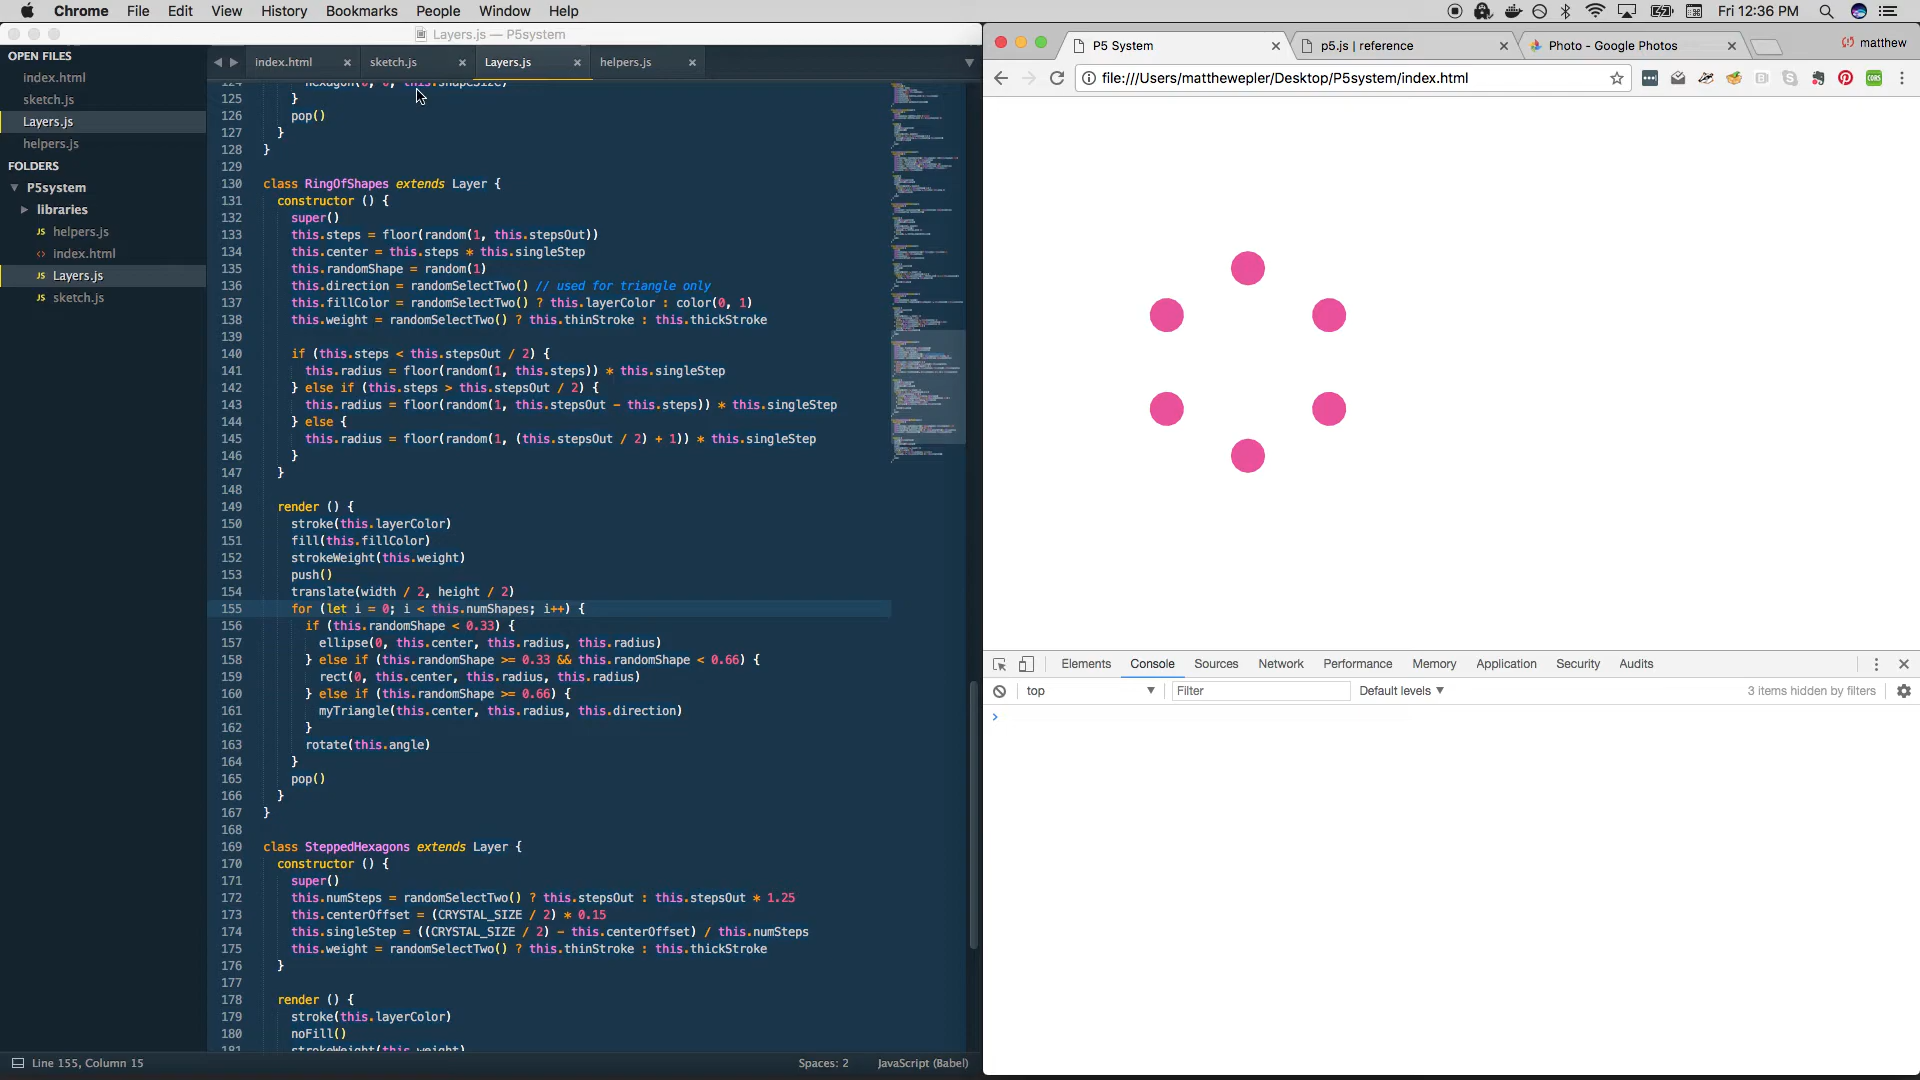 Chrome File Edit View History Bookmarks People Window Help
Fri 12:36 PM
Layers.js — P5system
OPEN FILES
index.html
sketch.js
Layers.js
helpers.js
FOLDERS
P5system
libraries
JS helpers.js
<> index.html
JS Layers.js
JS sketch.js
index.html × sketch.js × Layers.js × helpers.js ×
124 hexagon(0, 0, this.shapeSize)
125 }
126 pop()
127 }
128 }
129
130 class RingOfShapes extends Layer {
131 constructor () {
132 super()
133 this.steps = floor(random(1, this.stepsOut))
134 this.center = this.steps * this.singleStep
135 this.randomShape = random(1)
136 this.direction = randomSelectTwo() // used for triangle only
137 this.fillColor = randomSelectTwo() ? this.layerColor : color(0, 1)
138 this.weight = randomSelectTwo() ? this.thinStroke : this.thickStroke
139
140 if (this.steps < this.stepsOut / 2) {
141 this.radius = floor(random(1, this.steps)) * this.singleStep
142 } else if (this.steps > this.stepsOut / 2) {
143 this.radius = floor(random(1, this.stepsOut - this.steps)) * this.singleStep
144 } else {
145 this.radius = floor(random(1, (this.stepsOut / 2) + 1)) * this.singleStep
146 }
147 }
148
149 render () {
150 stroke(this.layerColor)
151 fill(this.fillColor)
152 strokeWeight(this.weight)
153 push()
154 translate(width / 2, height / 2)
155 for (let i = 0; i < this.numShapes; i++) {
156 if (this.randomShape < 0.33) {
157 ellipse(0, this.center, this.radius, this.radius)
158 } else if (this.randomShape >= 0.33 && this.randomShape < 0.66) {
159 rect(0, this.center, this.radius, this.radius)
160 } else if (this.randomShape >= 0.66) {
161 myTriangle(this.center, this.radius, this.direction)
162 }
163 rotate(this.angle)
164 }
165 pop()
166 }
167 }
168
169 class SteppedHexagons extends Layer {
170 constructor () {
171 super()
172 this.numSteps = randomSelectTwo() ? this.stepsOut : this.stepsOut * 1.25
173 this.centerOffset = (CRYSTAL_SIZE / 2) * 0.15
174 this.singleStep = ((CRYSTAL_SIZE / 2) - this.centerOffset) / this.numSteps
175 this.weight = randomSelectTwo() ? this.thinStroke : this.thickStroke
176 }
177
178 render () {
179 stroke(this.layerColor)
180 noFill()
181 strokeWeight(this.weight)
Line 155, Column 15
Spaces: 2 JavaScript (Babel)
P5 System × p5.js | reference × Photo - Google Photos × matthew
file:///Users/matthewepler/Desktop/P5system/index.html
Elements Console Sources Network Performance Memory Application Security Audits
top Filter Default levels 3 items hidden by filters
>